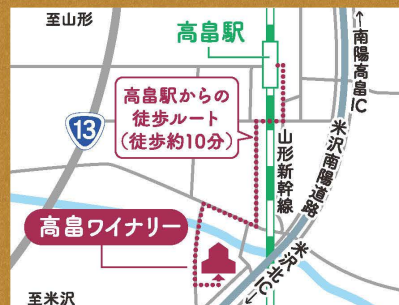 至山形
高畠駅
←南陽高畠IC
高畠駅からの
徒歩ルート
(徒歩約10分)
13
山形新幹線
米沢南陽道路
高畠ワイナリー
米沢北IC→
至米沢